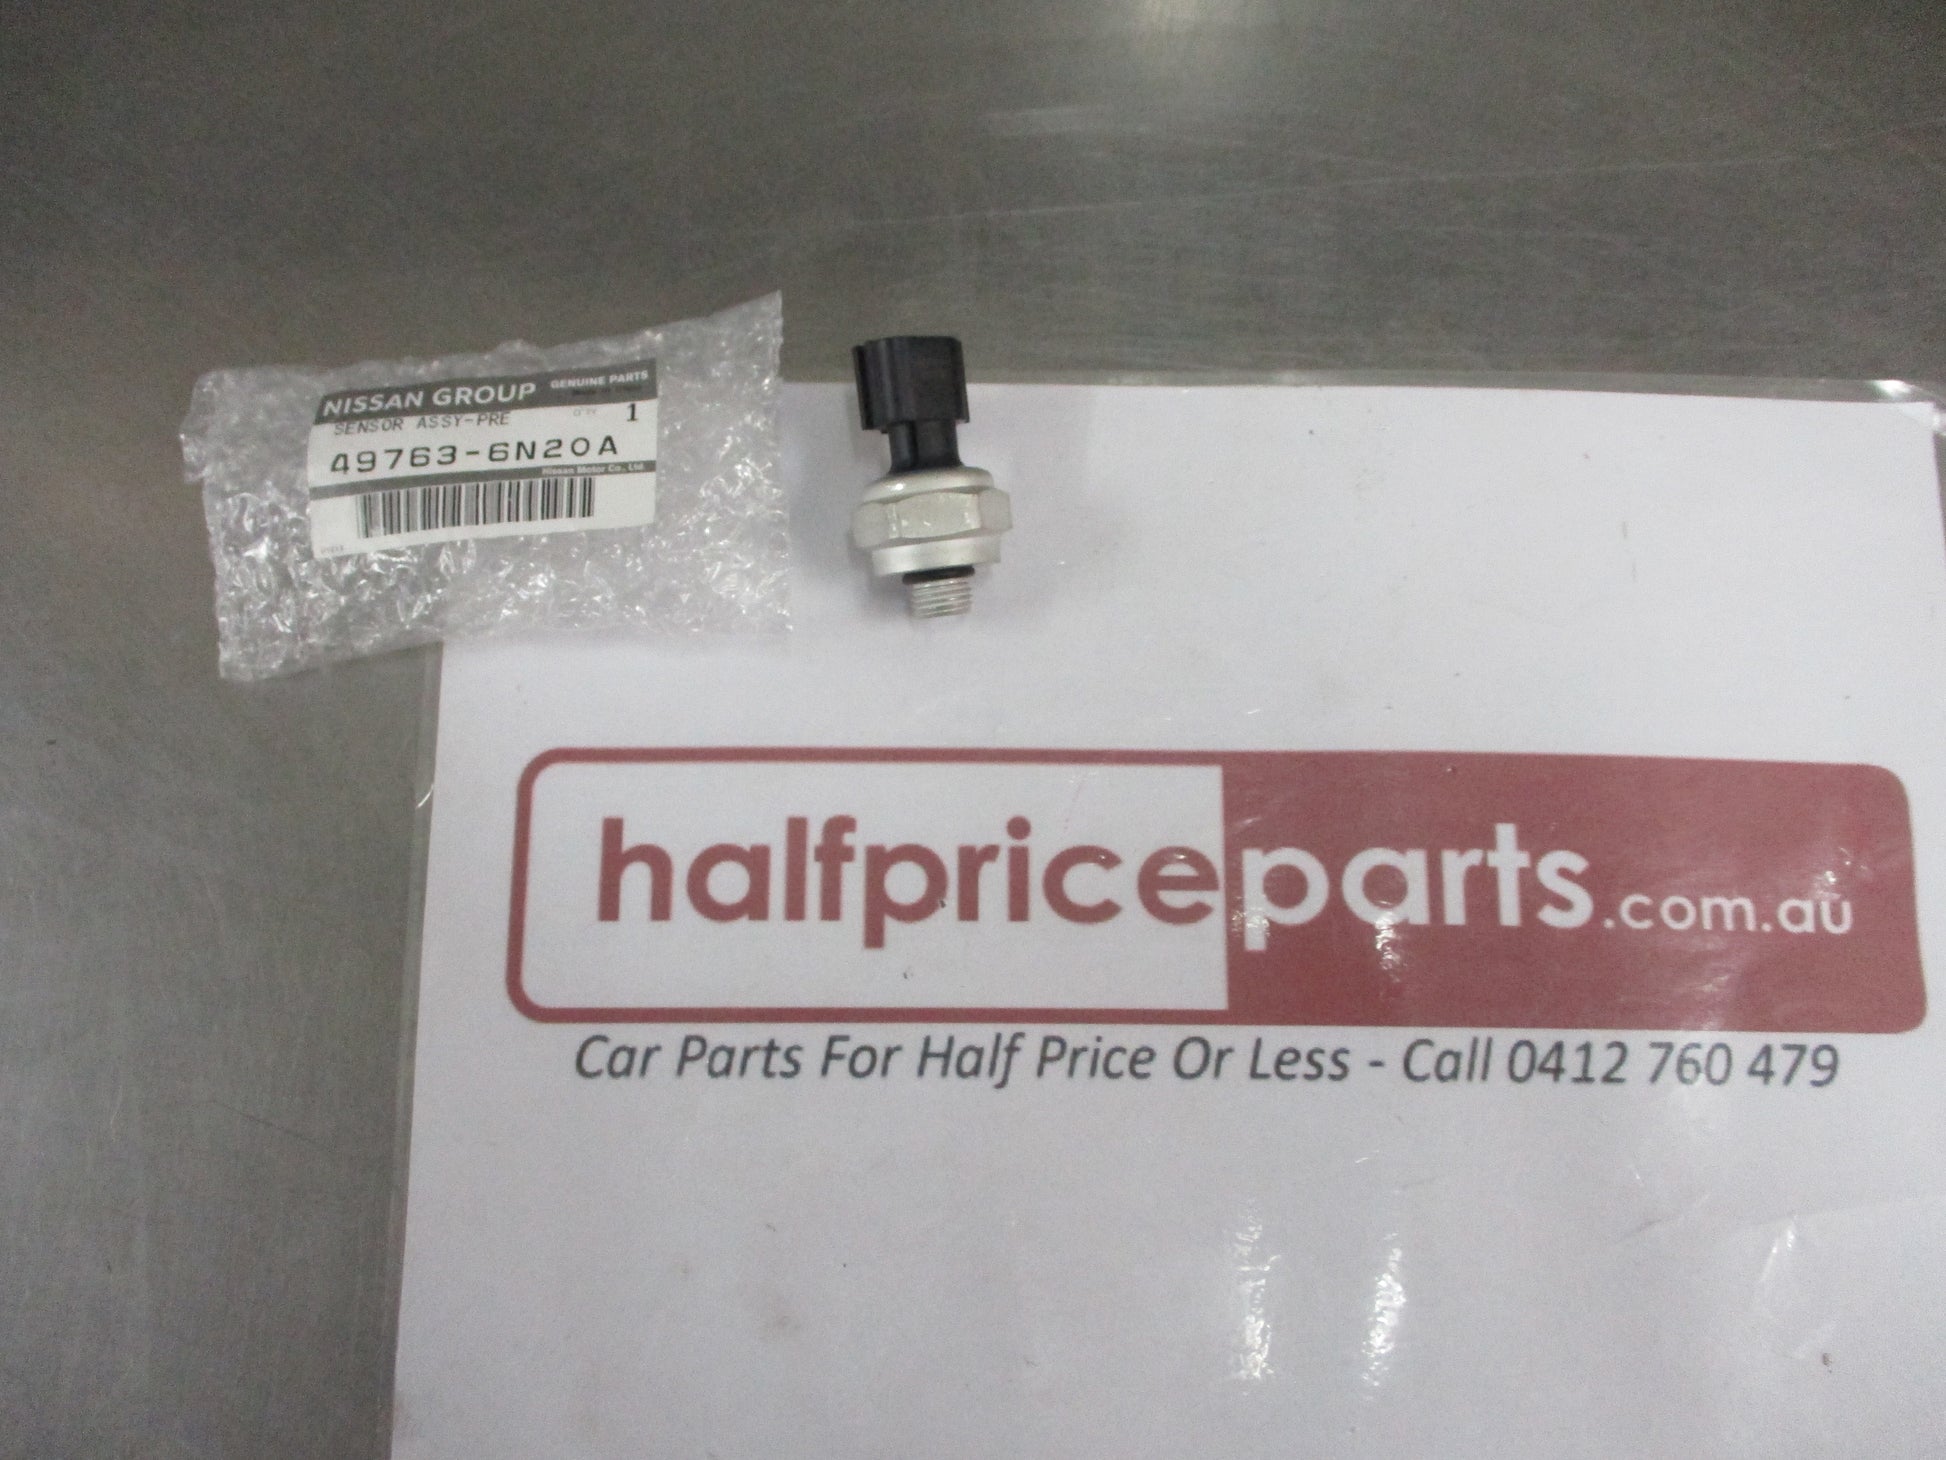 NISSAN GROUP GENUINE PARTS
SENSOR ASSY-PRE Q'TY 1
49763-6N20A
Nissan Motor Co., Ltd.
halfpriceparts.com.au
Car Parts For Half Price Or Less - Call 0412 760 479